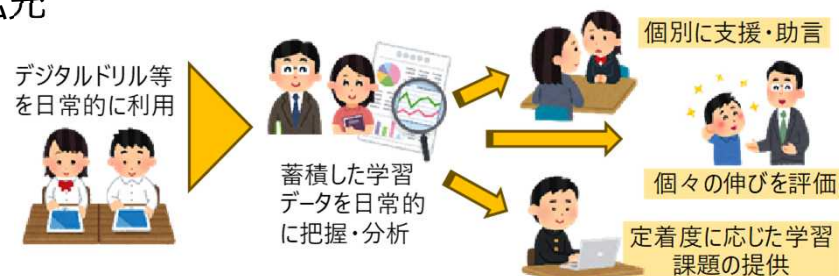 デジタルドリル等
を日常的に利用
蓄積した学習
データを日常的
に把握・分析
個別に支援・助言
個々の伸びを評価
定着度に応じた学習
課題の提供